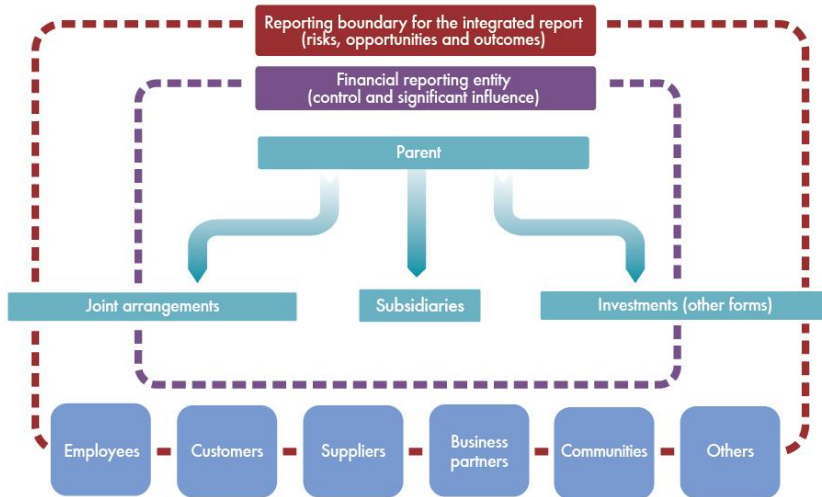 Reporting boundary for the integrated report
(risks, opportunities and outcomes)
Financial reporting entity
(control and significant influence)
Parent
Joint arrangements
Subsidiaries
Investments (other forms)
Employees
Customers
Suppliers
Business
partners
Communities
Others